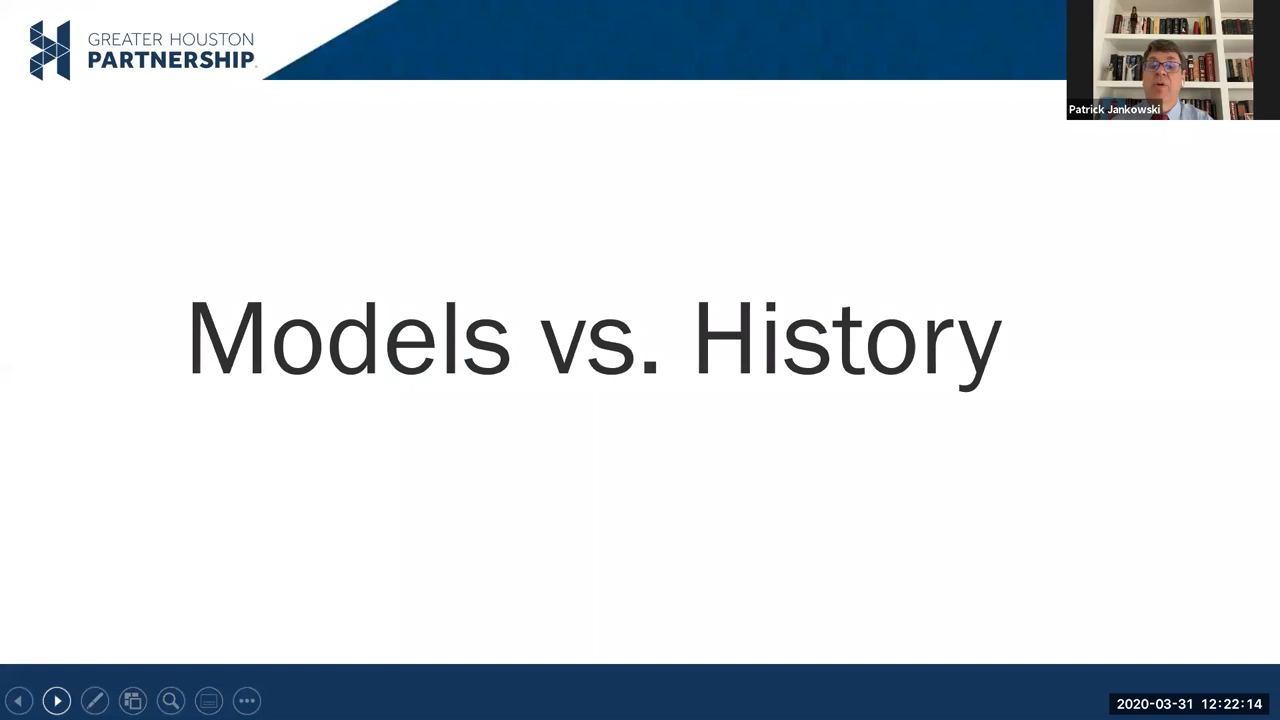 GREATER HOUSTON
PARTNERSHIP
Patrick Jankowski
Models vs. History
2020-03-31 12:22:14